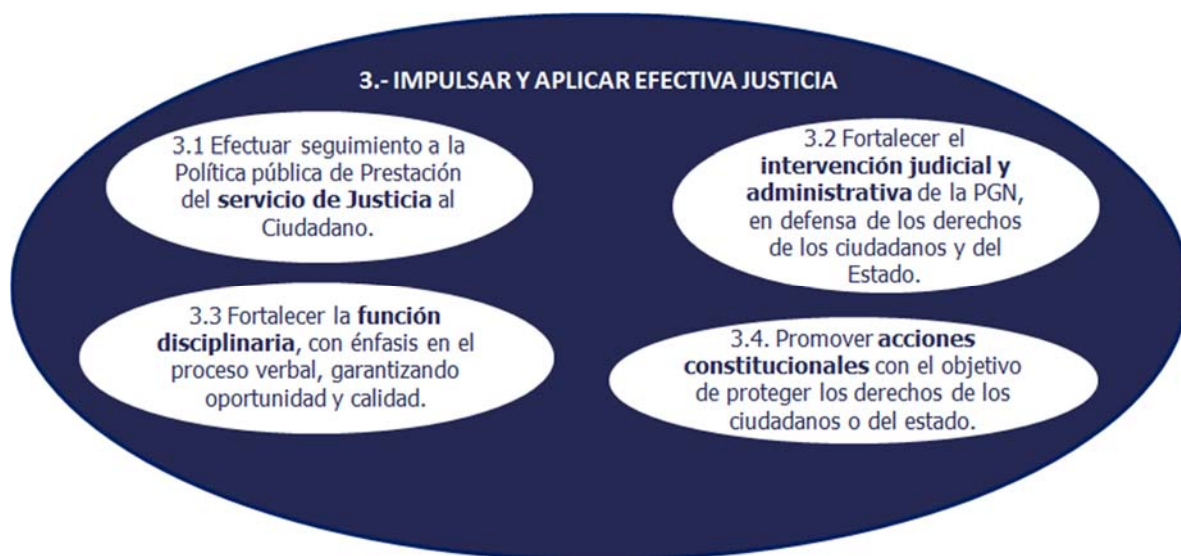 3.- IMPULSAR Y APLICAR EFECTIVA JUSTICIA
3.1 Efectuar seguimiento a la
Política pública de Prestación
del servicio de Justicia al
Ciudadano.
3.2 Fortalecer el
intervención judicial y
administrativa de la PGN,
en defensa de los derechos
de los ciudadanos y del
Estado.
3.3 Fortalecer la función
disciplinaria, con énfasis en el
proceso verbal, garantizando
oportunidad y calidad.
3.4. Promover acciones
constitucionales con el objetivo
de proteger los derechos de los
ciudadanos o del estado.